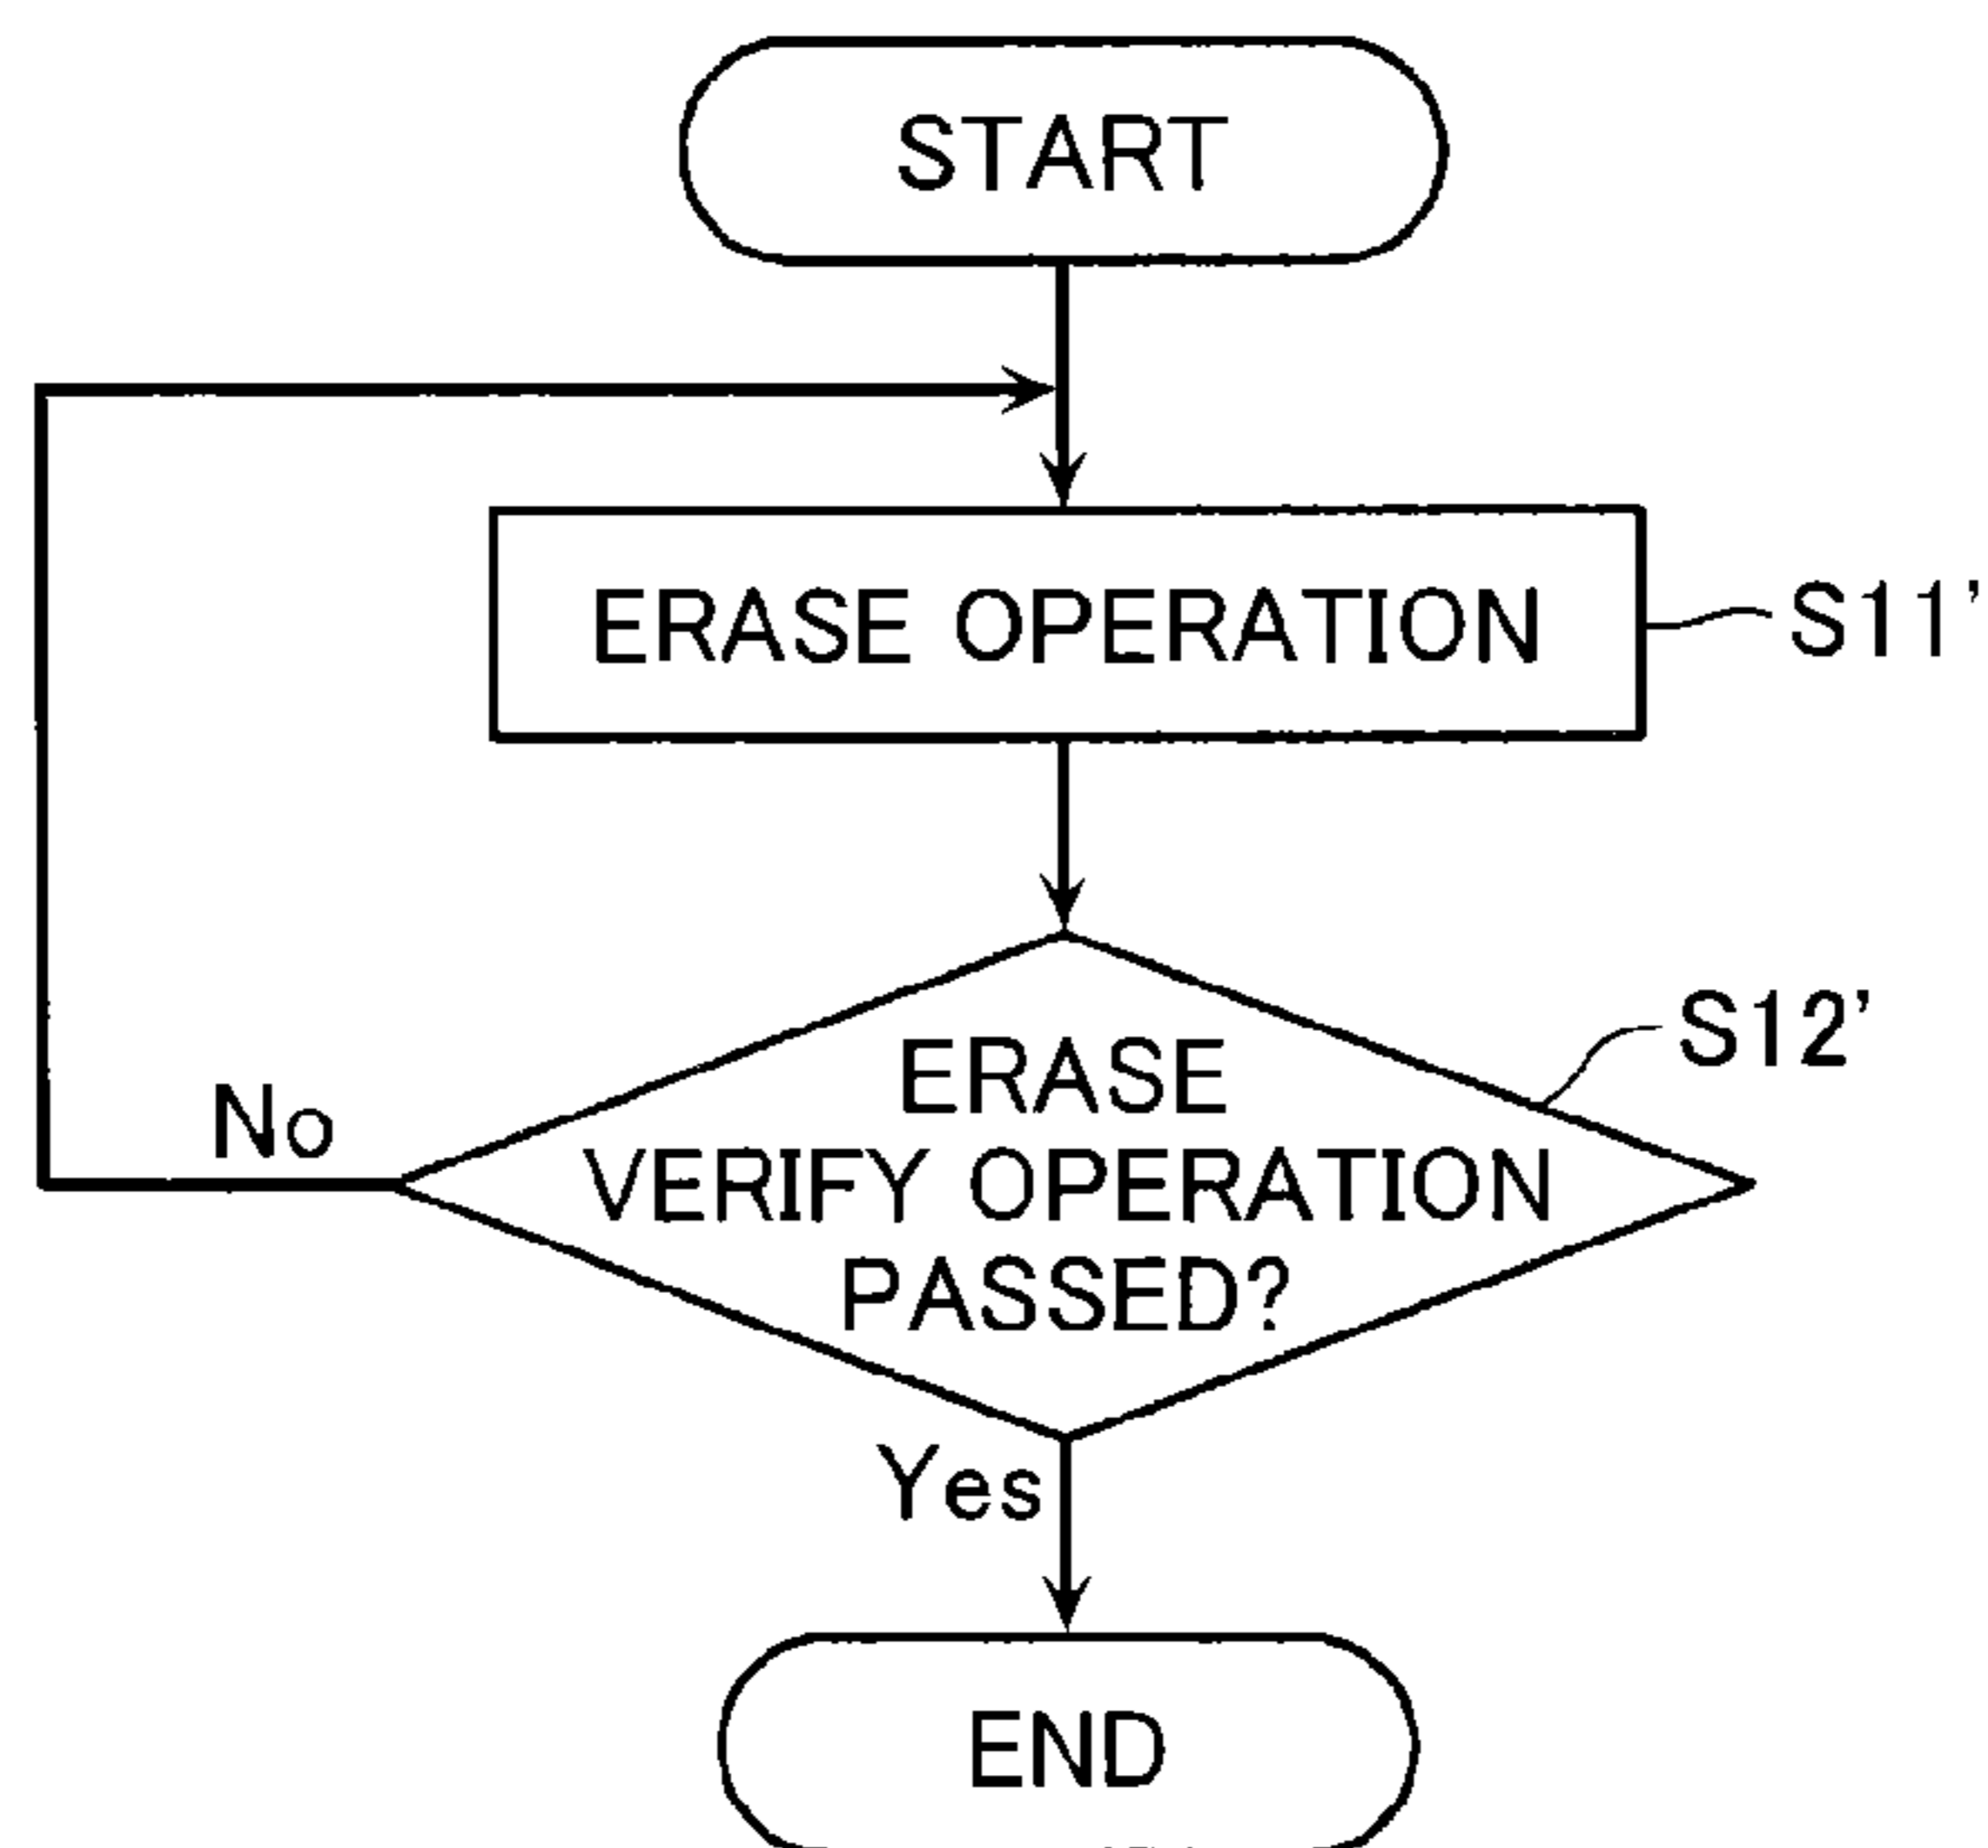 START
ERASE OPERATION
S11'
ERASE
VERIFY OPERATION
PASSED?
S12'
No
Yes
END